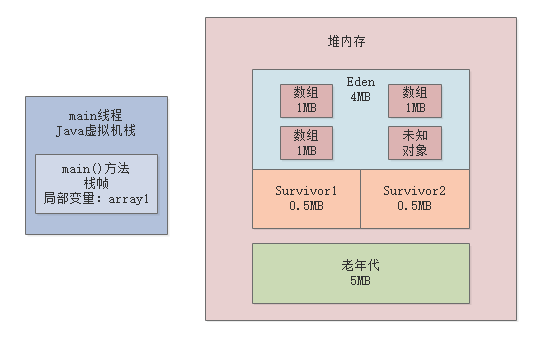 堆内存
Eden
4MB
数组
1MB
数组
1MB
数组
1MB
未知
对象
main线程
Java虚拟机栈
main()方法
栈帧
局部变量：array1
Survivor1
0.5MB
Survivor2
0.5MB
老年代
5MB